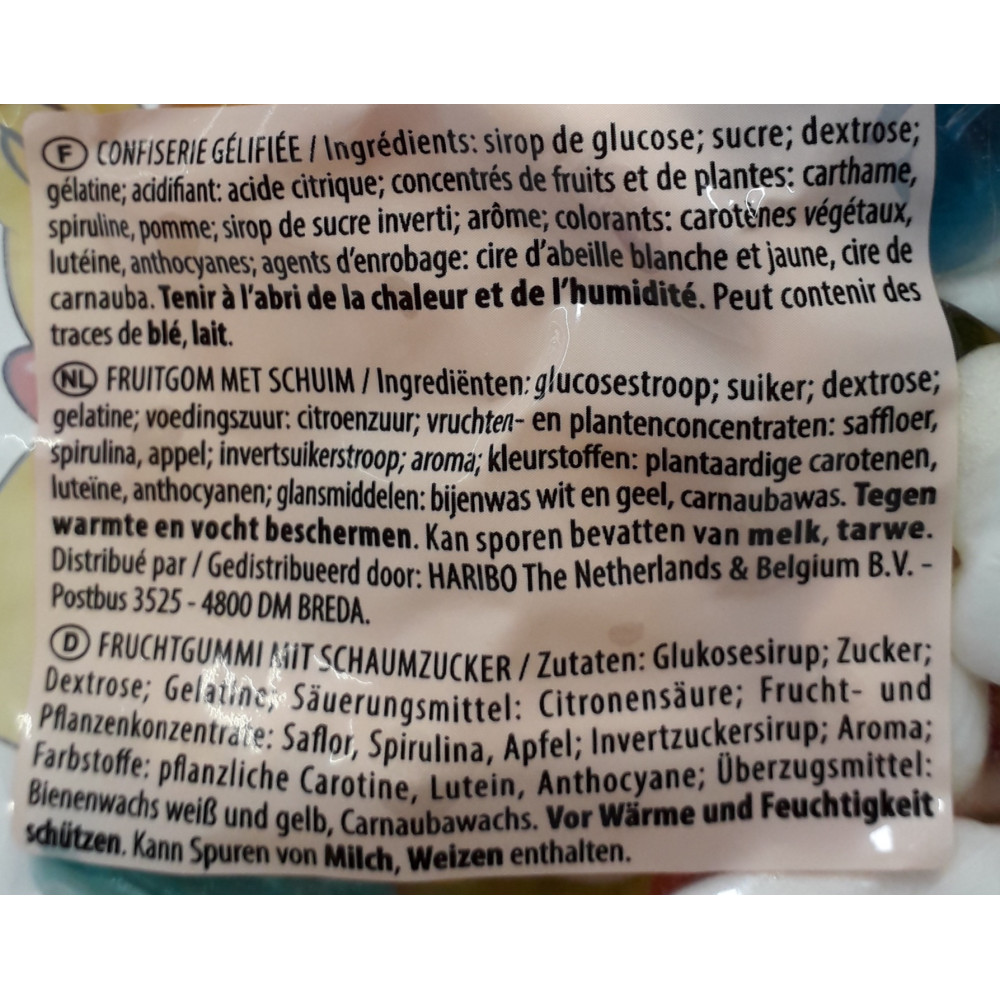 F CONFISERIE GÉLIFIÉE / Ingrédients: sirop de glucose; sucre; dextrose;
gélatine; acidifiant: acide citrique; concentrés de fruits et de plantes: carthame,
spiruline, pomme; sirop de sucre inverti; arôme; colorants: carotènes végétaux,
lutéine, anthocyanes; agents d'enrobage: cire d'abeille blanche et jaune, cire de
carnauba. Tenir à l'abri de la chaleur et de l'humidité. Peut contenir des
traces de blé, lait.
NL FRUITGOM MET SCHUIM / Ingrediënten: glucosestroop; suiker; dextrose;
gelatine; voedingszuur: citroenzuur; vruchten- en plantenconcentraten: saffloer,
spirulina, appel; invertsuikerstroop; aroma; kleurstoffen: plantaardige carotenen,
luteïne, anthocyanen; glansmiddelen: bijenwas wit en geel, carnaubawas. Tegen
warmte en vocht beschermen. Kan sporen bevatten van melk, tarwe.
Distribué par / Gedistribueerd door: HARIBO The Netherlands & Belgium B.V. -
Postbus 3525 - 4800 DM BREDA.
D FRUCHTGUMMI MIT SCHAUMZUCKER / Zutaten: Glukosesirup; Zucker;
Dextrose; Gelatine; Säuerungsmittel: Citronensäure; Frucht- und
Pflanzenkonzentrate: Saflor, Spirulina, Apfel; Invertzuckersirup; Aroma;
Farbstoffe: pflanzliche Carotine, Lutein, Anthocyane; Überzugsmittel:
Bienenwachs weiß und gelb, Carnaubawachs. Vor Wärme und Feuchtigkeit
schützen. Kann Spuren von Milch, Weizen enthalten.